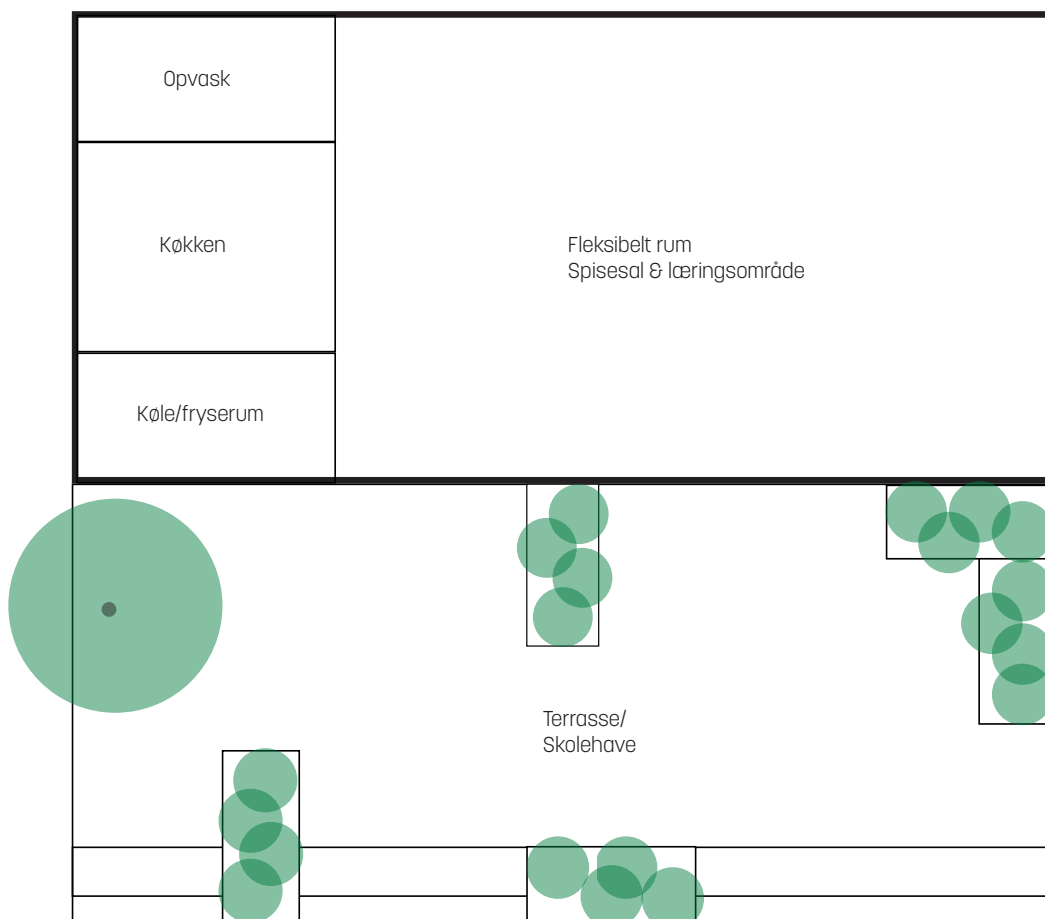 Opvask
Køkken
Fleksibelt rum
Spisesal & læringsområde
Køle/fryserum
Terrasse/
Skolehave